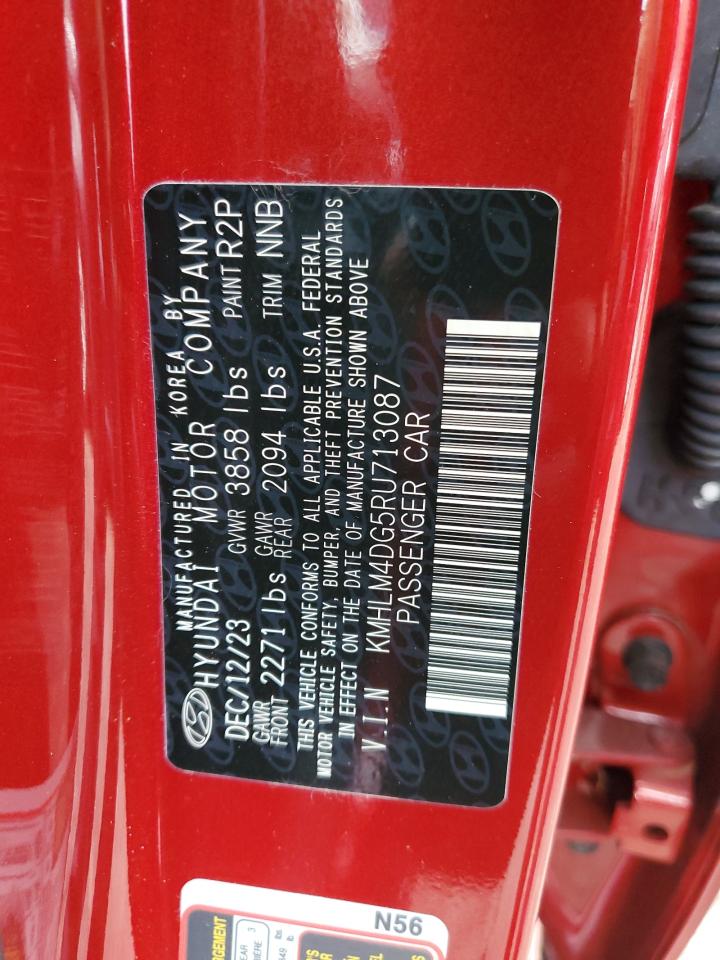 MANUFACTURED IN KOREA BY
HYUNDAI MOTOR COMPANY
DEC/12/23 GVWR 3858 lbs PAINT R2P
GAWR FRONT 2271 lbs GAWR REAR 2094 lbs TRIM NNB
THIS VEHICLE CONFORMS TO ALL APPLICABLE U.S.A. FEDERAL
MOTOR VEHICLE SAFETY, BUMPER, AND THEFT PREVENTION STANDARDS
IN EFFECT ON THE DATE OF MANUFACTURE SHOWN ABOVE
V.I.N KMHLM4DG5RU713087
PASSENGER CAR
N56